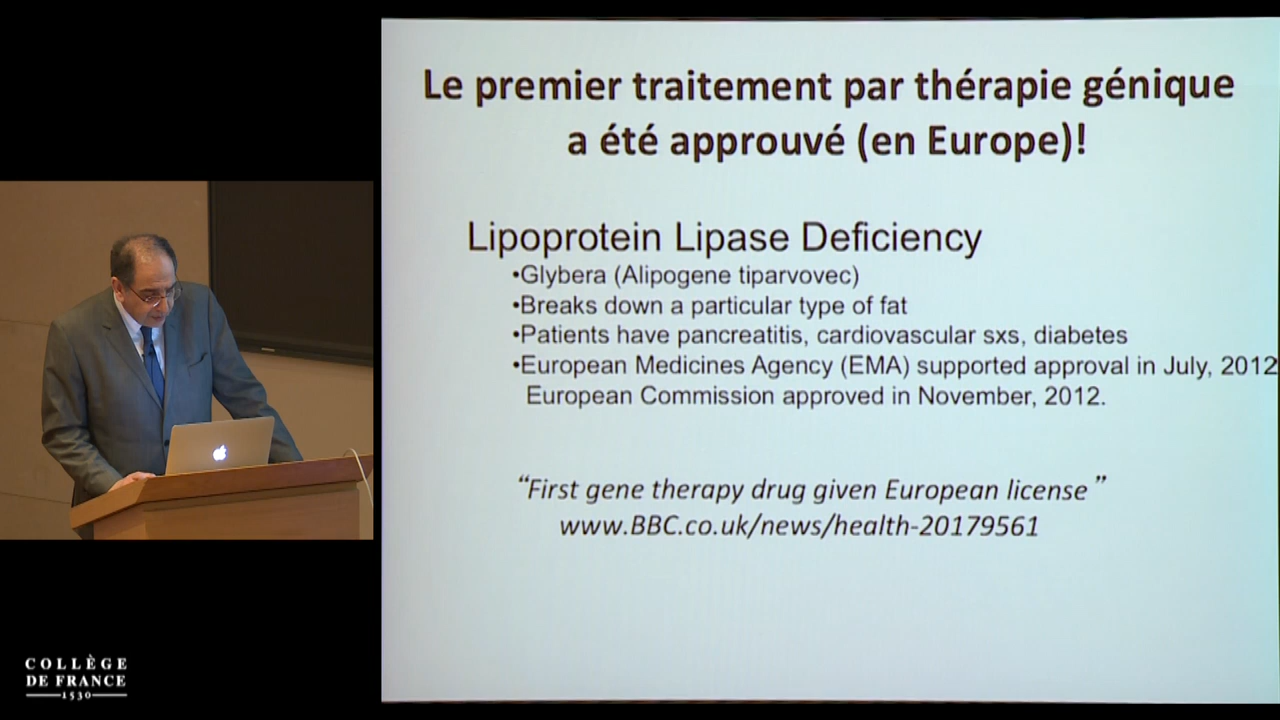 Le premier traitement par thérapie génique
a été approuvé (en Europe)!
Lipoprotein Lipase Deficiency
•Glybera (Alipogene tiparvovec)
•Breaks down a particular type of fat
•Patients have pancreatitis, cardiovascular sxs, diabetes
•European Medicines Agency (EMA) supported approval in July, 2012
European Commission approved in November, 2012.
“First gene therapy drug given European license”
www.BBC.co.uk/news/health-20179561
COLLÈGE
DE FRANCE
1530